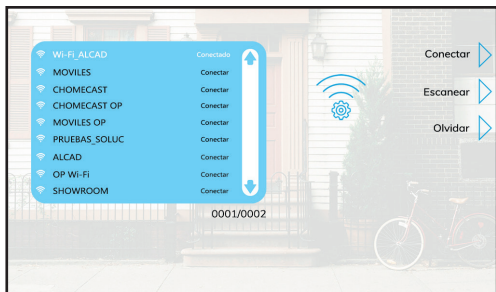 Wi-Fi_ALCAD Conectado
MOVILES Conectar
CHOMECAST Conectar
CHOMECAST OP Conectar
MOVILES OP Conectar
PRUEBAS_SOLUC Conectar
ALCAD Conectar
OP Wi-Fi Conectar
SHOWROOM Conectar
0001/0002
Conectar
Escanear
Olvidar